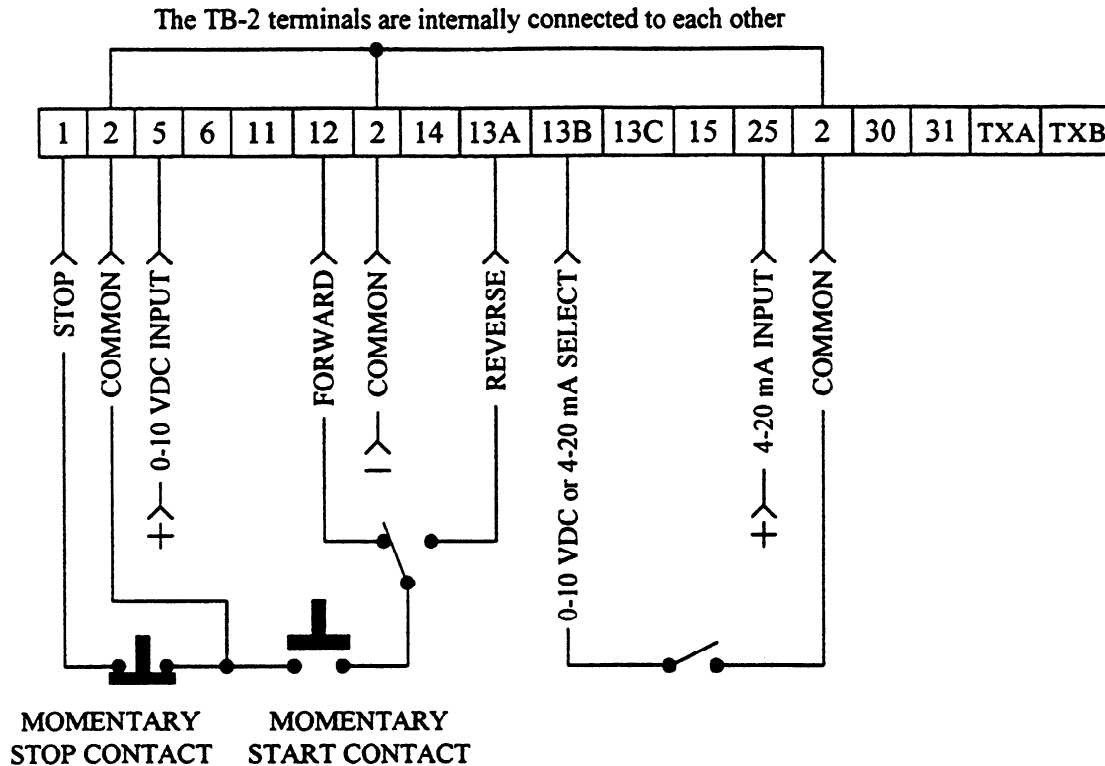 The TB-2 terminals are internally connected to each other
1 2 5 6 11 12 2 14 13A 13B 13C 15 25 2 30 31 TXA TXB
STOP
COMMON
0-10 VDC INPUT
+
FORWARD
COMMON
–
REVERSE
0-10 VDC or 4-20 mA SELECT
4-20 mA INPUT
+
COMMON
MOMENTARY
STOP CONTACT
MOMENTARY
START CONTACT